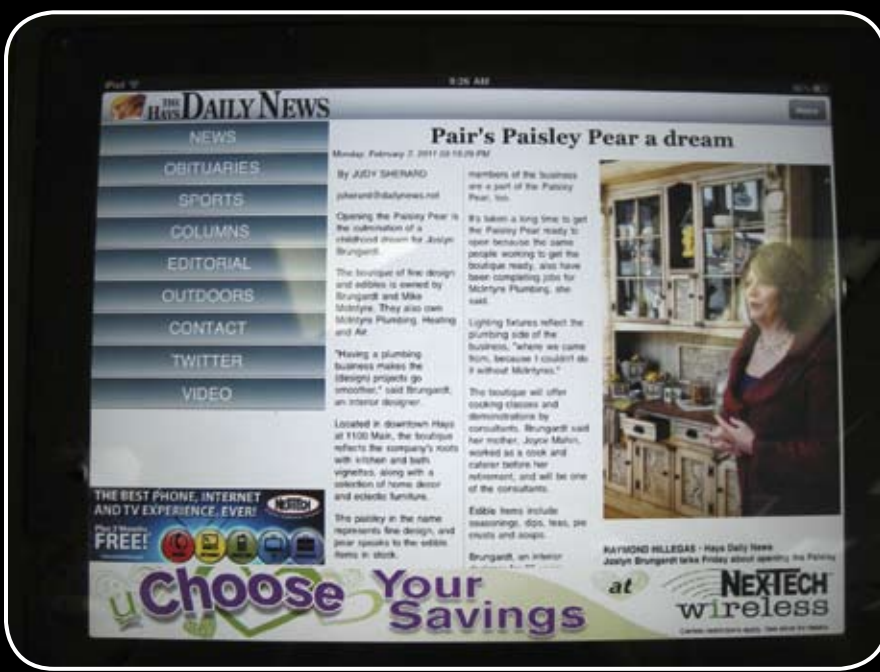 iPad
9:26 AM
THE HAYS DAILY NEWS
NEWS
OBITUARIES
SPORTS
COLUMNS
EDITORIAL
OUTDOORS
CONTACT
TWITTER
VIDEO
THE BEST PHONE, INTERNET
AND TV EXPERIENCE, EVER!
NEXTECH
Plus 2 Months
FREE!
Pair's Paisley Pear a dream
Monday, February 7, 2011
By JUDY SHERARD
jsherard@dailynews.net
Opening the Paisley Pear is
the culmination of a
childhood dream for Joslyn
Brungardt.
The boutique of fine design
and edibles is owned by
Brungardt and Mike
McIntyre. They also own
McIntyre Plumbing, Heating
and Air.
"Having a plumbing
business makes the
(design) projects go
smoother," said Brungardt,
an interior designer.
Located in downtown Hays
at 1100 Main, the boutique
reflects the company's roots
with kitchen and bath
vignettes, along with a
selection of home decor
and eclectic furniture.
The paisley in the name
represents fine design, and
pear speaks to the edible
items in stock.
members of the business
are a part of the Paisley
Pear, too.
It's taken a long time to get
the Paisley Pear ready to
open because the same
people working to get the
boutique ready, also have
been completing jobs for
McIntyre Plumbing, she
said.
Lighting fixtures reflect the
plumbing side of the
business, "where we came
from, because I couldn't do
it without McIntyres."
The boutique will offer
cooking classes and
demonstrations by
consultants. Brungardt said
her mother, Joyce Mahin,
worked as a cook and
caterer before her
retirement, and will be one
of the consultants.
Edible items include
seasonings, dips, teas, pie
crusts and soups.
Brungardt, an interior
RAYMOND HILLEGAS - Hays Daily News
Joslyn Brungardt talks Friday about opening the Paisley
uChoose Your
Savings
at
NEXTECH
wireless